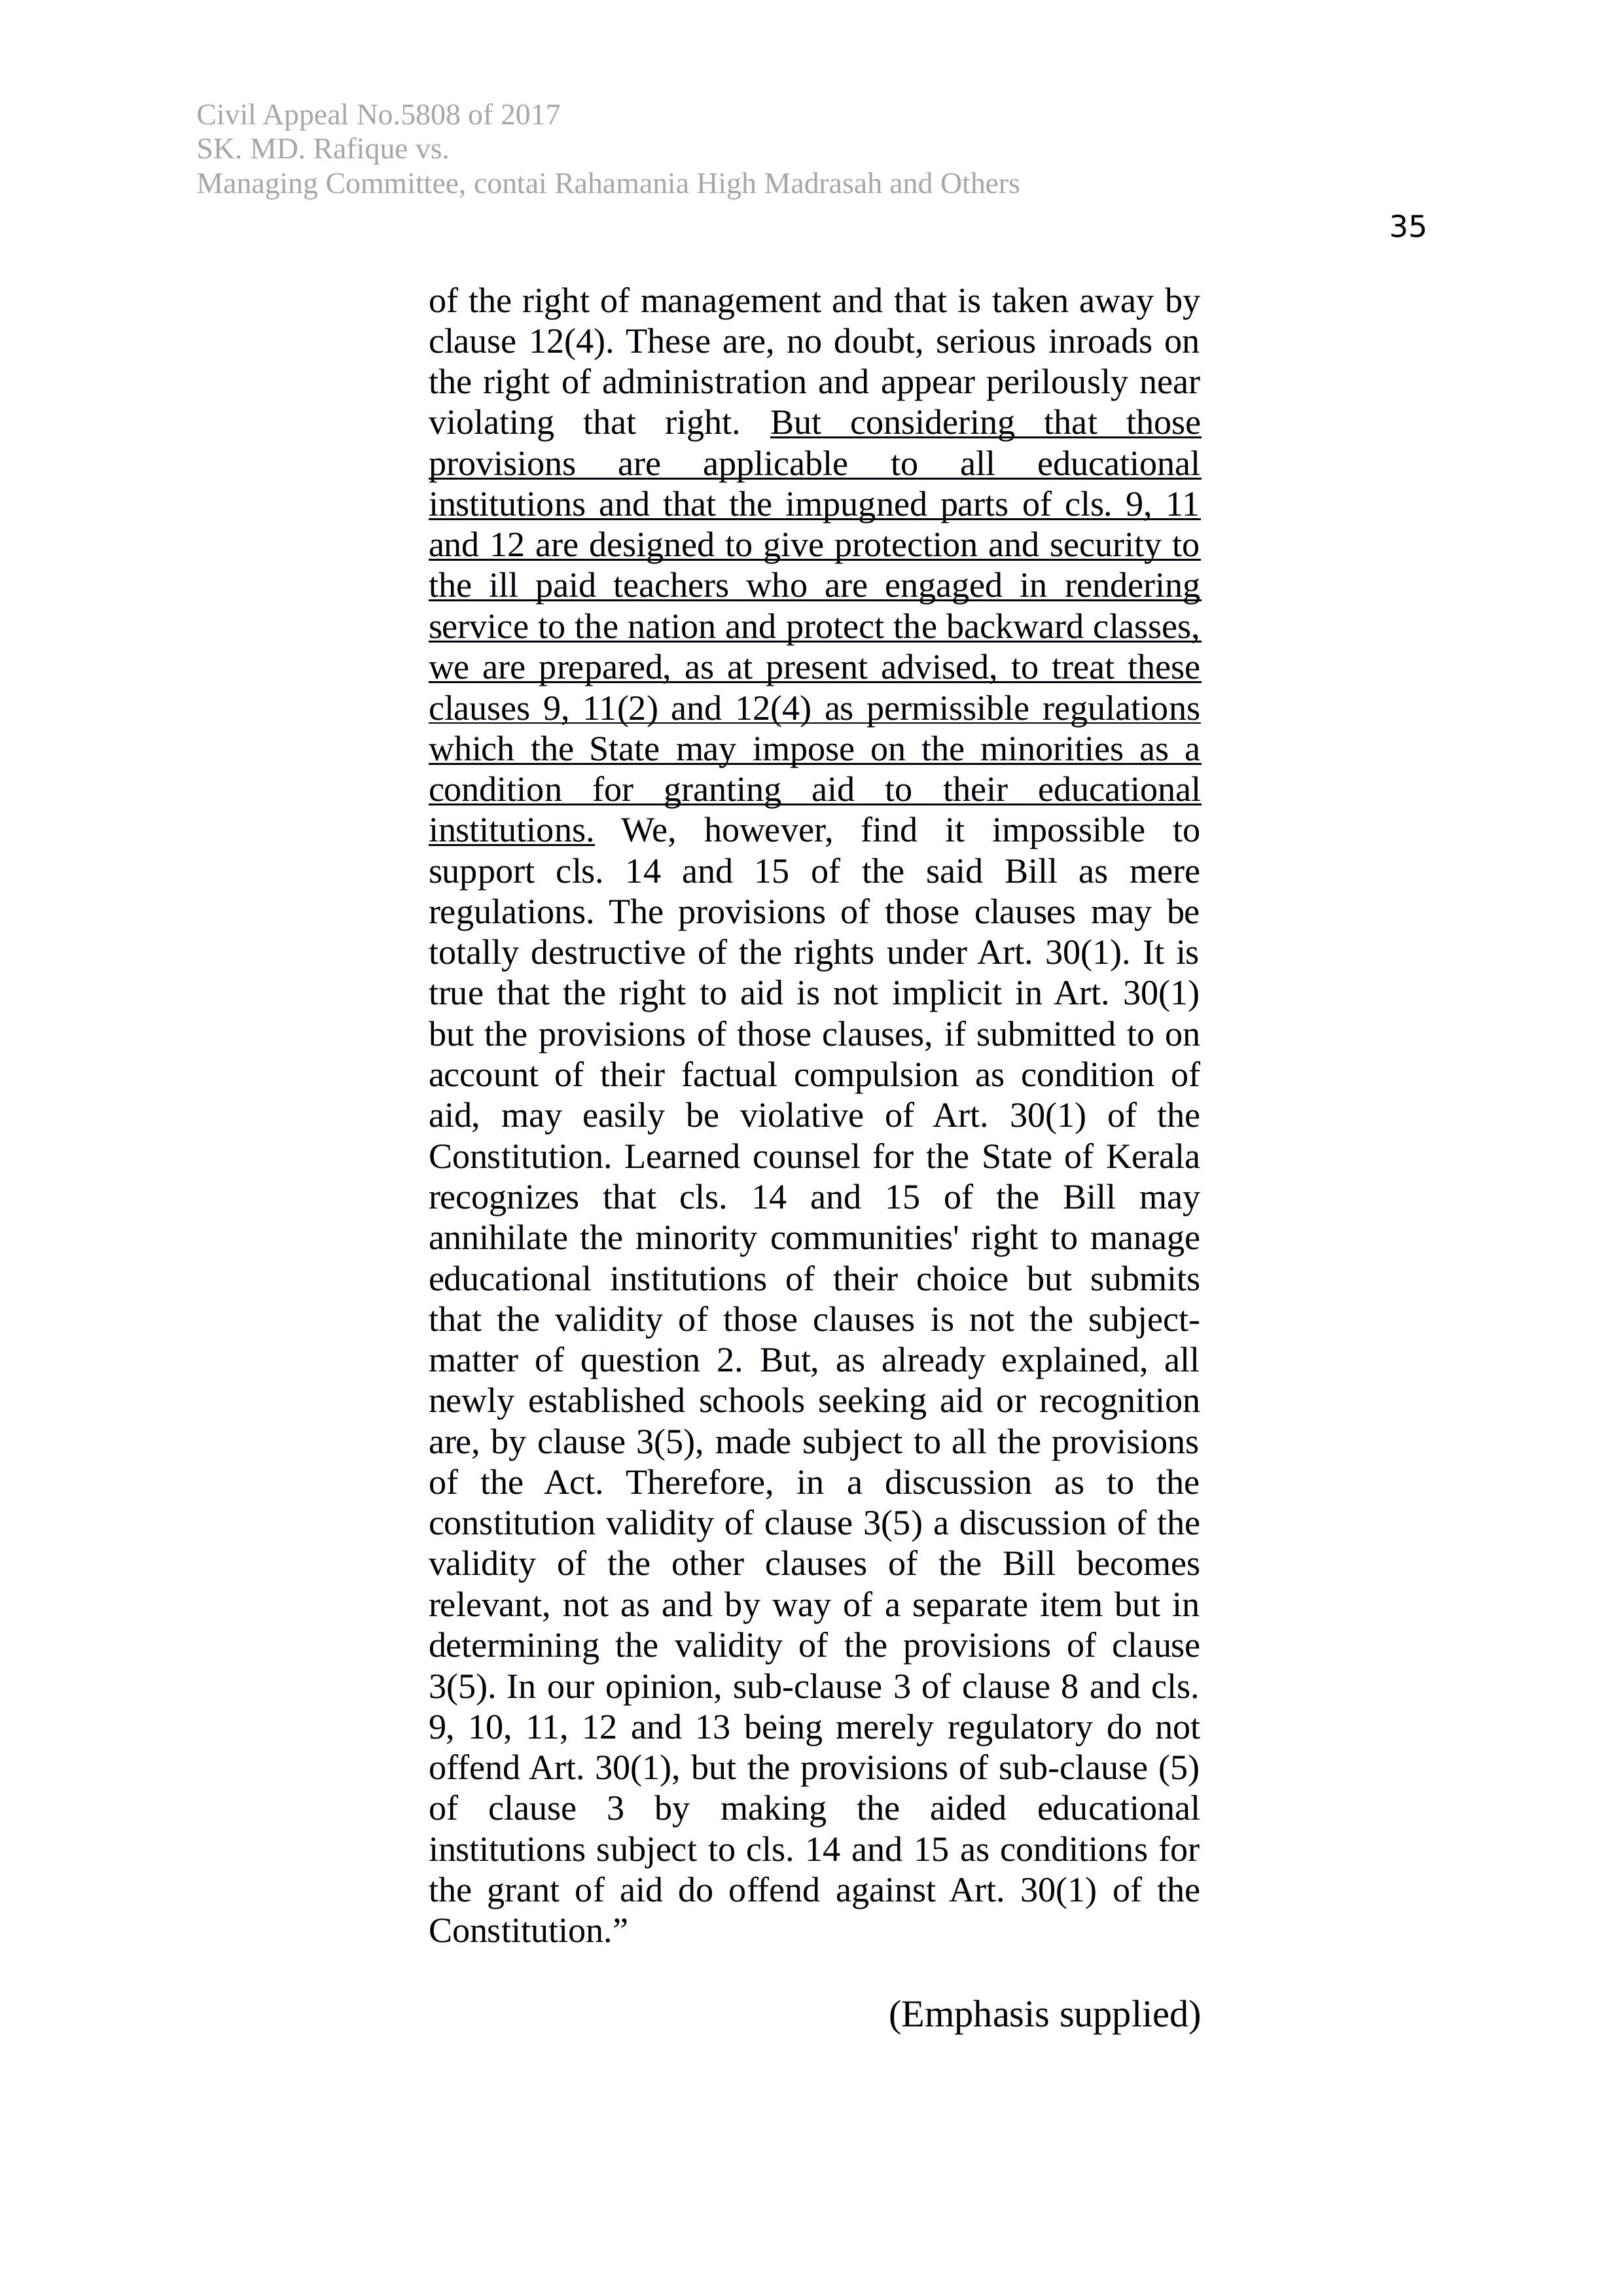 Civil Appeal No.5808 of 2017
SK. MD. Rafique vs.
Managing Committee, contai Rahamania High Madrasah and Others
35
of the right of management and that is taken away by
clause 12(4). These are, no doubt, serious inroads on
the right of administration and appear perilously near
violating that right. But considering that those
provisions are applicable to all educational
institutions and that the impugned parts of cls. 9, 11
and 12 are designed to give protection and security to
the ill paid teachers who are engaged in rendering
service to the nation and protect the backward classes,
we are prepared, as at present advised, to treat these
clauses 9, 11(2) and 12(4) as permissible regulations
which the State may impose on the minorities as a
condition for granting aid to their educational
institutions. We, however, find it impossible to
support cls. 14 and 15 of the said Bill as mere
regulations. The provisions of those clauses may be
totally destructive of the rights under Art. 30(1). It is
true that the right to aid is not implicit in Art. 30(1)
but the provisions of those clauses, if submitted to on
account of their factual compulsion as condition of
aid, may easily be violative of Art. 30(1) of the
Constitution. Learned counsel for the State of Kerala
recognizes that cls. 14 and 15 of the Bill may
annihilate the minority communities' right to manage
educational institutions of their choice but submits
that the validity of those clauses is not the subject-
matter of question 2. But, as already explained, all
newly established schools seeking aid or recognition
are, by clause 3(5), made subject to all the provisions
of the Act. Therefore, in a discussion as to the
constitution validity of clause 3(5) a discussion of the
validity of the other clauses of the Bill becomes
relevant, not as and by way of a separate item but in
determining the validity of the provisions of clause
3(5). In our opinion, sub-clause 3 of clause 8 and cls.
9, 10, 11, 12 and 13 being merely regulatory do not
offend Art. 30(1), but the provisions of sub-clause (5)
of clause 3 by making the aided educational
institutions subject to cls. 14 and 15 as conditions for
the grant of aid do offend against Art. 30(1) of the
Constitution.”
(Emphasis supplied)